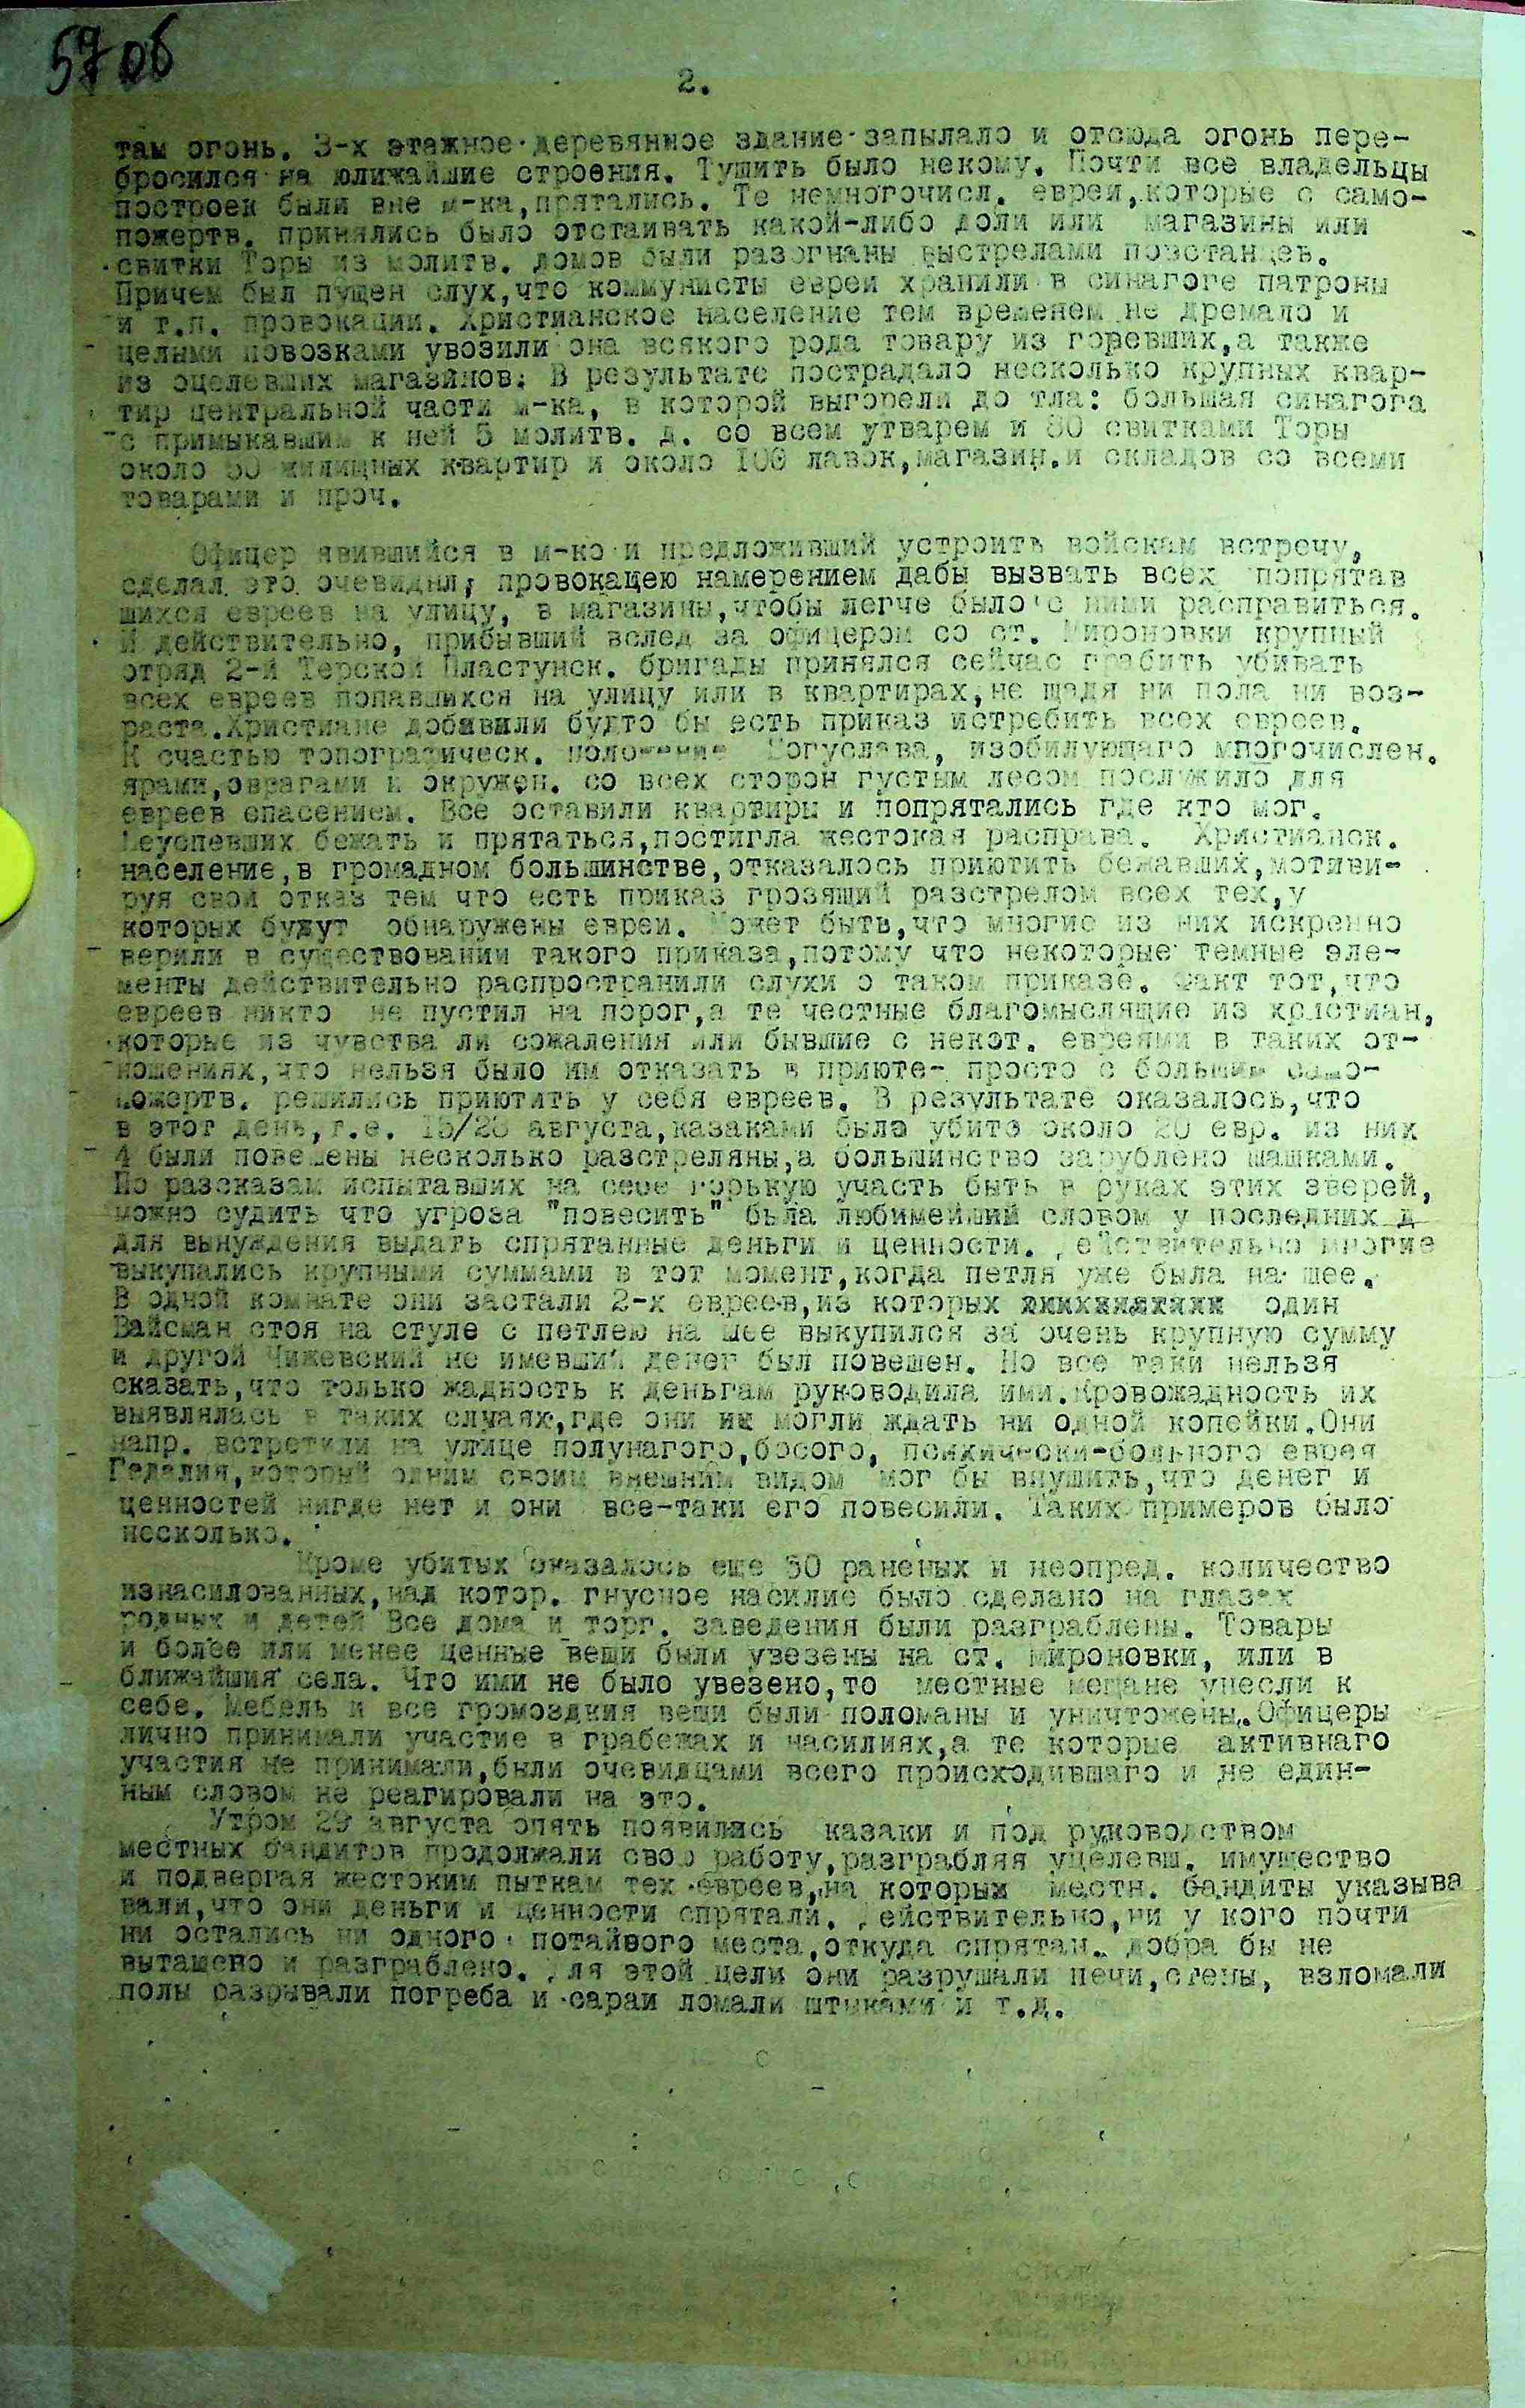 59 об
2.
там огонь. 3-х этажное деревянное здание запылало и отсюда огонь пере-
бросился на юлижайшие строения. Тушить было некому. Почти все владельцы
построек были вне м-ка,прятались. Те немногочисл. евреи,которые с само-
пожертв. принялись было отстаивать какой-либо доли или магазины или
свитки Торы из молитв. домов были разогнаны выстрелами повстанцев.
Причем был пущен слух,что коммунисты евреи хранили в синагоге патроны
и т.п. провокации. Христианское население тем временем не дремало и
целыми повозками увозили она всякого рода товару из горевших,а также
из оцелевших магазинов. В результате пострадало несколько крупных квар-
тир центральной части м-ка, в которой выгорели до тла: большая синагога
с примыкавшим к ней 5 молитв. д. со всем утварем и 80 свитками Торы
около жилищных квартир и около 100 лавок,магазин.и складов со всеми
товарами и проч.
Офицер явившийся в м-ко и предложивший устроить войскам встречу,
сделал это провокацею намерением дабы вызвать всех попрятав
шихся евреев на улицу, в магазины,чтобы легче было с ними расправиться.
И действительно, прибывший вслед за офицером со ст. Мироновки крупный
отряд 2-й Терской Пластунск. бригады принялся сейчас грабить убивать
всех евреев попавшихся на улицу или в квартирах,не щадя ни пола ни воз-
раста.Христиане добавили будто бы есть приказ истребить всех евреев.
К счастью топографическ. положение Богуслава, изобилующаго многочислен.
ярами,оврагами и окружен. со всех сторон густым лесом послужило для
евреев спасением. Все оставили квартиры и попрятались где кто мог.
Неуспевших бежать и прятаться,постигла жестокая расправа. Христианск.
население,в громадном большинстве,отказалось приютить бежавших,мотиви-
руя свой отказ тем что есть приказ грозящий разстрелом всех тех,у
которых будут обнаружены евреи. Может быть,что многие из них искренно
верили в существовании такого приказа,потому что некоторые темные эле-
менты действительно распространили слухи о таком приказе. Факт тот,что
евреев никто не пустил на порог,а те честные благомыслящие из христиан,
которые из чувства ли сожаления или бывшие с некот. евреями в таких от-
ношениях,что нельзя было им отказать в приюте- просто с большим само-
пожертв. решились приютить у себя евреев. В результате оказалось,что
в этот день,т.е. 15/28 августа,казаками было убито около 20 евр. из них
4 были повешены несколько разстреляны,а большинство зарублено шашками.
По разсказам испытавших на себе горькую участь быть в руках этих зверей,
можно судить что угроза "повесить" была любимейший словом у последних д
для вынуждения выдать спрятанные деньги и ценности. Действительно многие
выкупались крупными суммами в тот момент,когда петля уже была на шее.
В одной комнате они застали 2-х евреев,из которых один
Вайсман стоя на стуле с петлею на шее выкупился за очень крупную сумму
и другой Чижевский не имевший денег был повешен. Но все таки нельзя
сказать,что только жадность к деньгам руководила ими.Кровожадность их
выявлялась в таких случаях,где они не могли ждать ни одной копейки.Они
напр. встретили на улице полунагого,босого, психически-больного еврея
Гедалия,который одним своим внешним видом мог бы внушить,что денег и
ценностей нигде нет и они все-таки его повесили. Таких примеров было
несколько.
Кроме убитых оказалось еще 30 раненых и неопред. количество
изнасилованных,над котор. гнусное насилие было сделано на глазах
родных и детей Все дома и торг. заведения были разграблены. Товары
и более или менее ценные вещи были увезены на ст. мироновки, или в
ближайшия села. Что ими не было увезено,то местные мещане унесли к
себе. Мебель и все громоздкия вещи были поломаны и уничтожены. Офицеры
лично принимали участие в грабежах и насилиях,а те которые активнаго
участия не принимали,были очевидцами всего происходившаго и не един-
ным словом не реагировали на это.
Утром 29 августа опять появились казаки и под руководством
местных бандитов продолжали свою работу,разграбляя уцелевш. имущество
и подвергая жестоким пыткам тех евреев,на которых местн. бандиты указыва
вали,что они деньги и ценности спрятали. Действительно,ни у кого почти
ни остались ни одного потайного места,откуда спрятан. добра бы не
выташено и разграблено. Для этой цели они разрушали печи,стены, взломали
полы разрывали погреба и сараи ломали штыками и т.д.